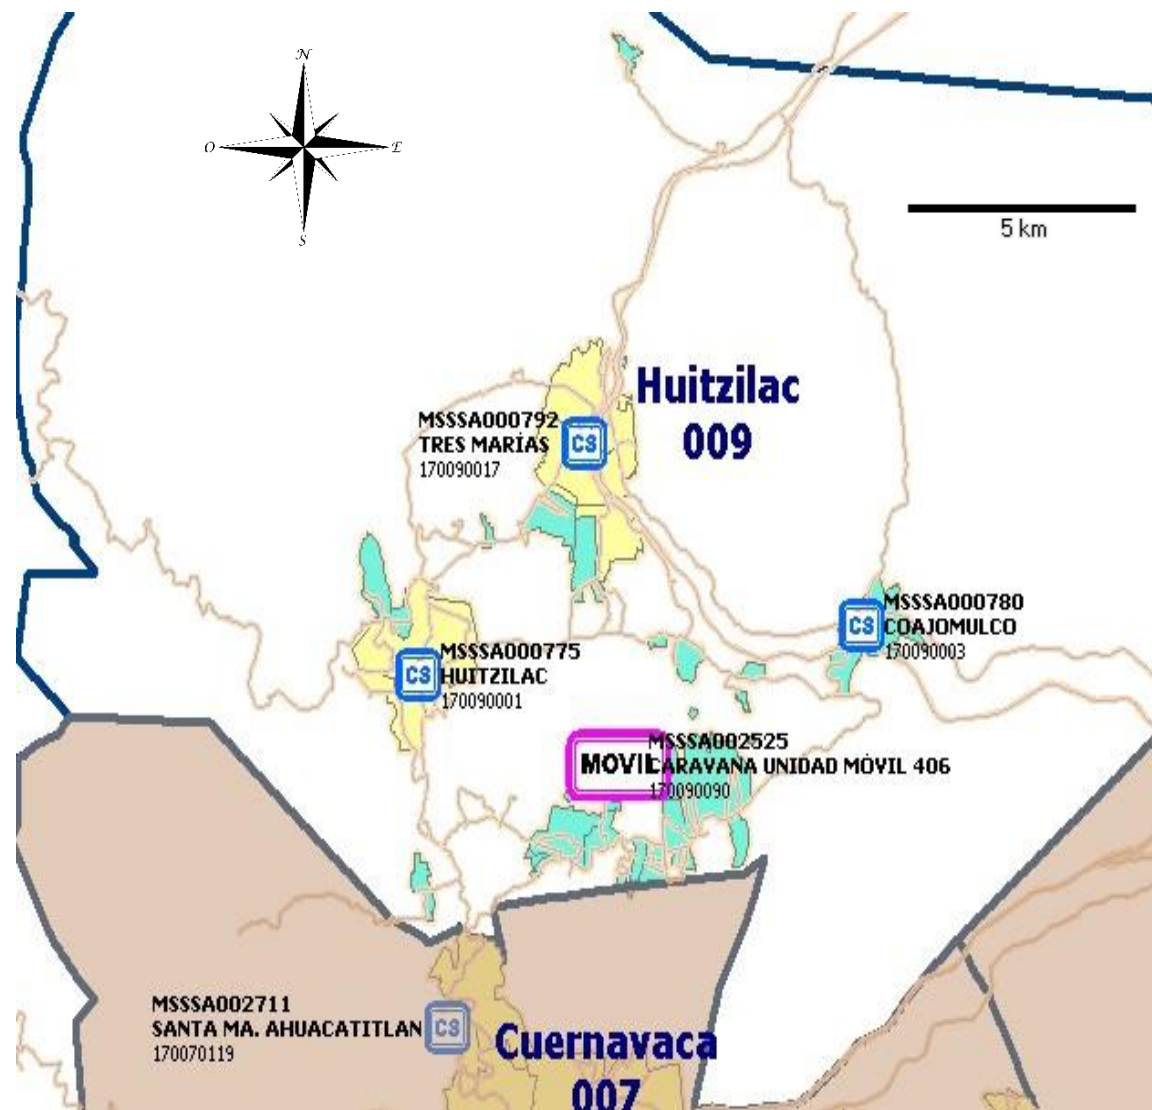 N
O
E
S
5 km
Huitzilac
009
MSSSA000792
TRES MARÍAS
170090017
CS
MSSSA000780
COAJOMULCO
170090003
CS
MSSSA000775
HUITZILAC
170090001
CS
MSSSA002525
CARAVANA UNIDAD MÓVIL 406
170090090
MOVIL
MSSSA002711
SANTA MA. AHUACATITLAN
170070119
CS
Cuernavaca
007